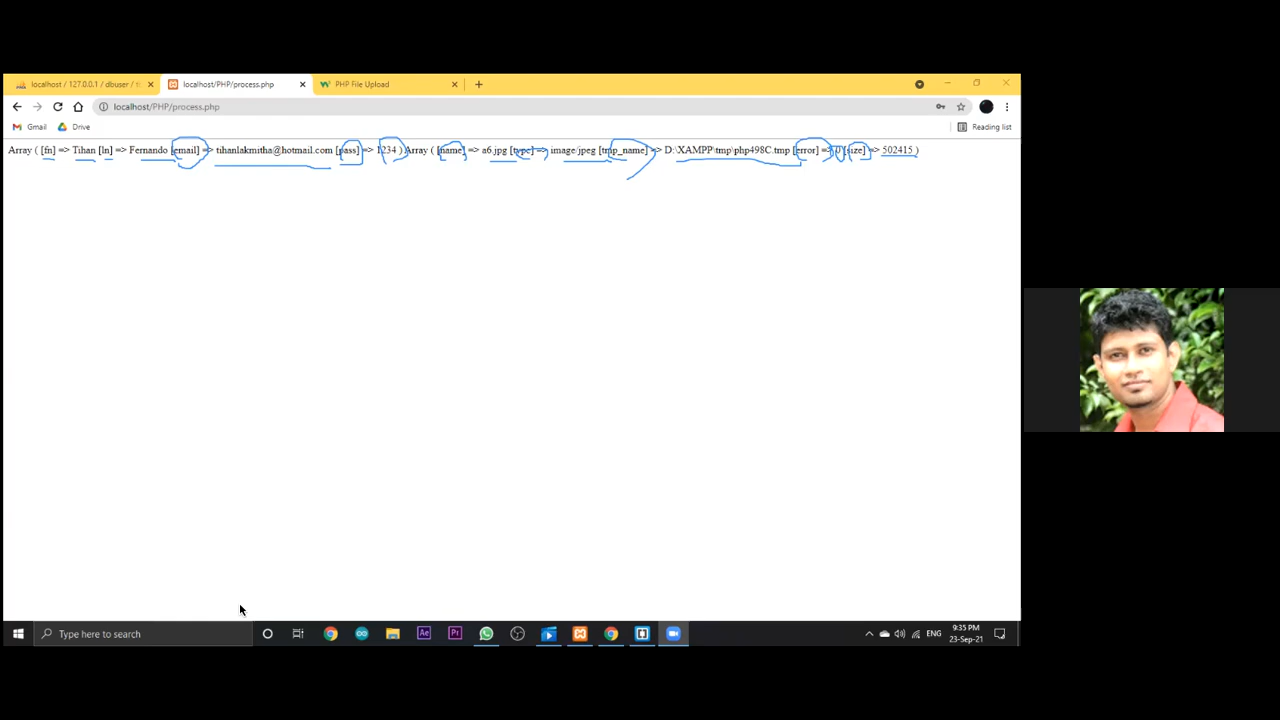 localhost / 127.0.0.1 / dbuser / t
localhost/PHP/process.php
PHP File Upload
localhost/PHP/process.php
Gmail
Drive
Reading list
Array ( [fn] => Tihan [ln] => Fernando [email] => tihanlakmitha@hotmail.com [pass] => 1234 ) Array ( [name] => a6.jpg [type] => image/jpeg [tmp_name] => D:\XAMPP\tmp\php498C.tmp [error] => 0 [size] => 502415 )
Type here to search
Ae
Pr
ENG
9:35 PM
23-Sep-21